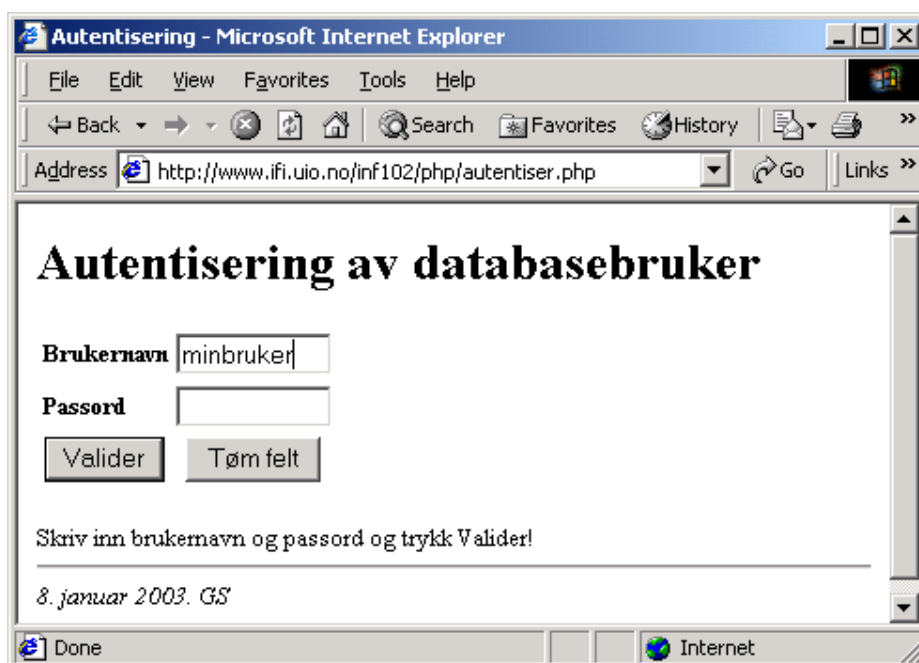 Autentisering - Microsoft Internet Explorer
File Edit View Favorites Tools Help
Back Search Favorites History »
Address http://www.ifi.uio.no/inf102/php/autentiser.php Go Links »
Autentisering av databasebruker
Brukernavn minbruker
Passord
Valider Tøm felt
Skriv inn brukernavn og passord og trykk Valider!
8. januar 2003. GS
Done Internet